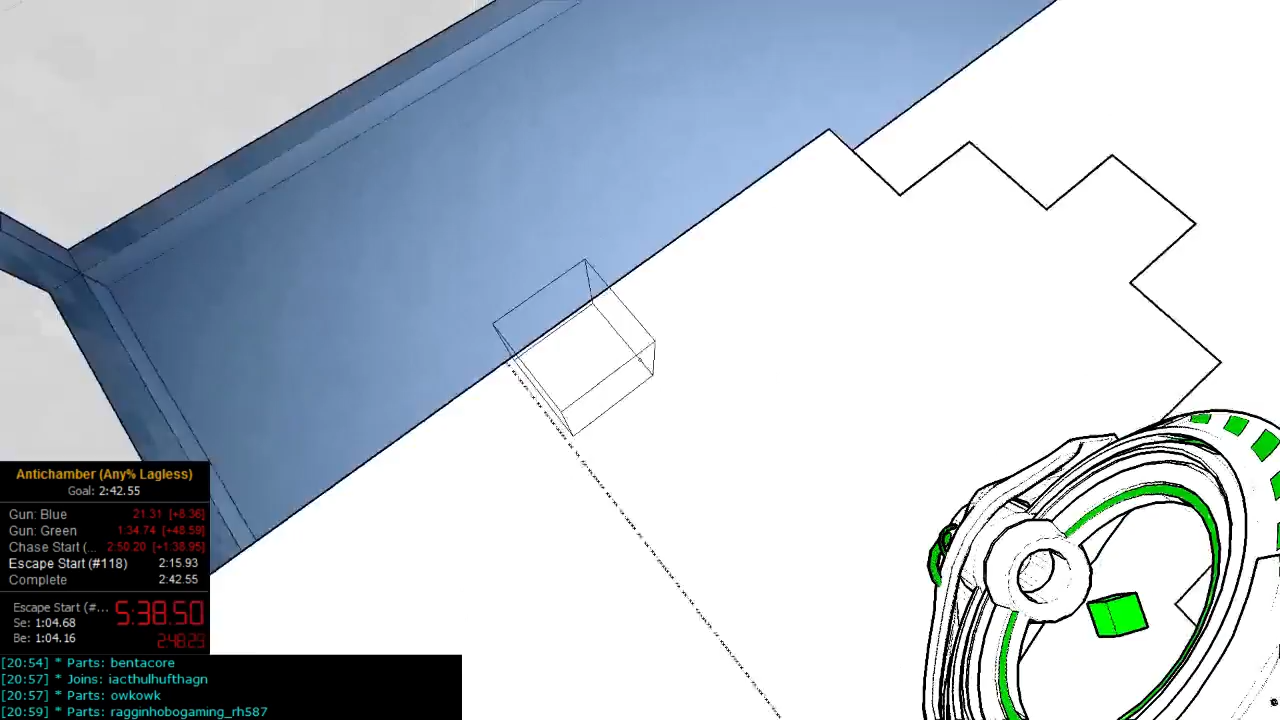 Antichamber (Any% Lagless)
Goal: 2:42.55
Gun: Blue 21.31 [+8.36]
Gun: Green 1:34.74 [+48.59]
Chase Start (... 2:50.20 [+1:38.95]
Escape Start (#118) 2:15.93
Complete 2:42.55
Escape Start (#... 5:38.50
Se: 1:04.68
Be: 1:04.16 2:48.29
[20:54] * Parts: bentacore
[20:57] * Joins: iacthulhufthagn
[20:57] * Parts: owkowk
[20:59] * Parts: ragginhobogaming_rh587